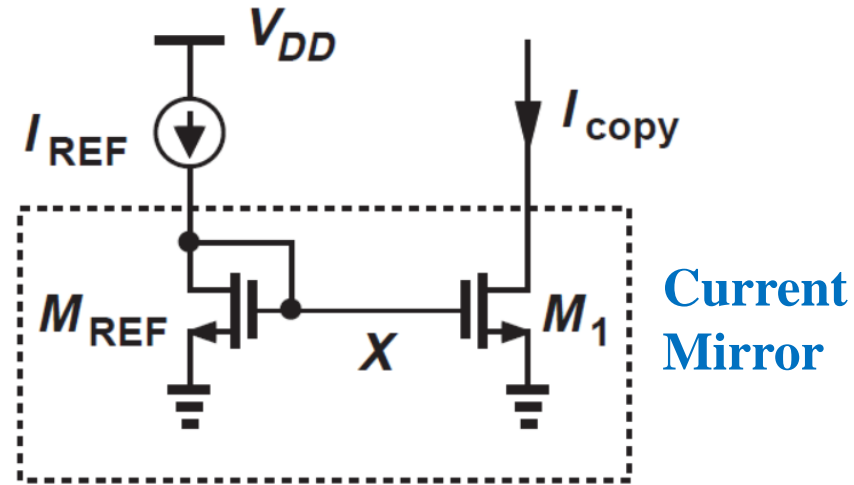 VDD
IREF
Icopy
MREF
X
M1
Current
Mirror